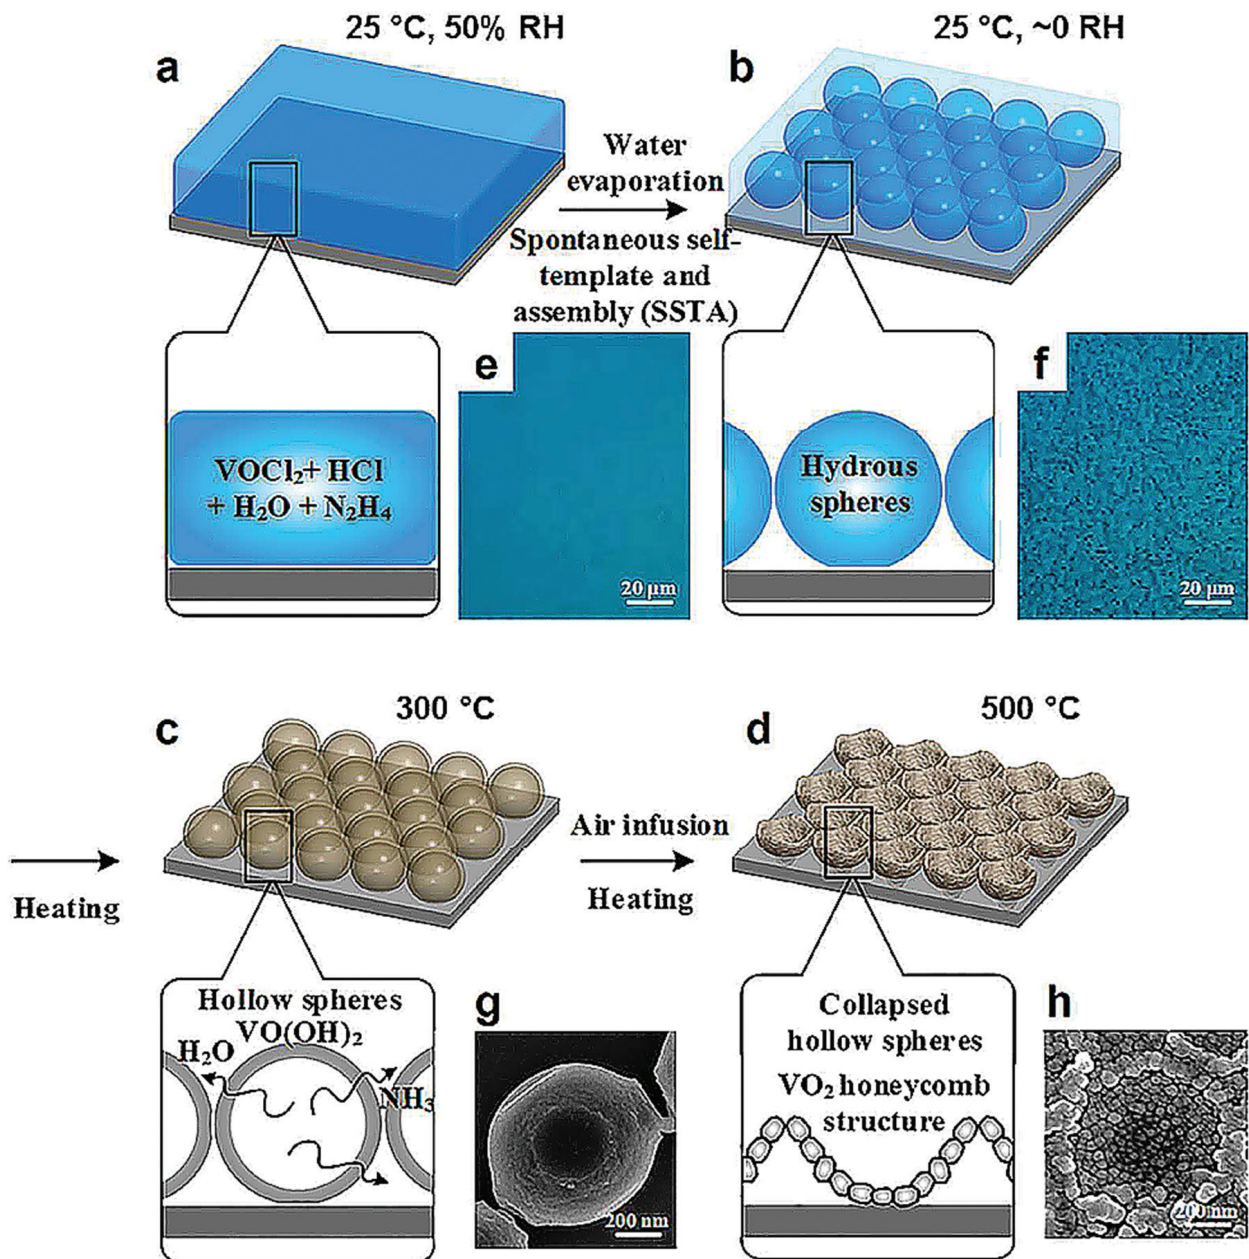 25 °C, 50% RH
25 °C, ~0 RH
a
b
Water
evaporation
Spontaneous self-
template and
assembly (SSTA)
VOCl₂+ HCl
+ H₂O + N₂H₄
e
20 µm
Hydrous
spheres
f
20 µm
300 °C
500 °C
c
d
Heating
Air infusion
Heating
Hollow spheres
VO(OH)₂
H₂O
NH₃
g
200 nm
Collapsed
hollow spheres
VO₂ honeycomb
structure
h
200 nm